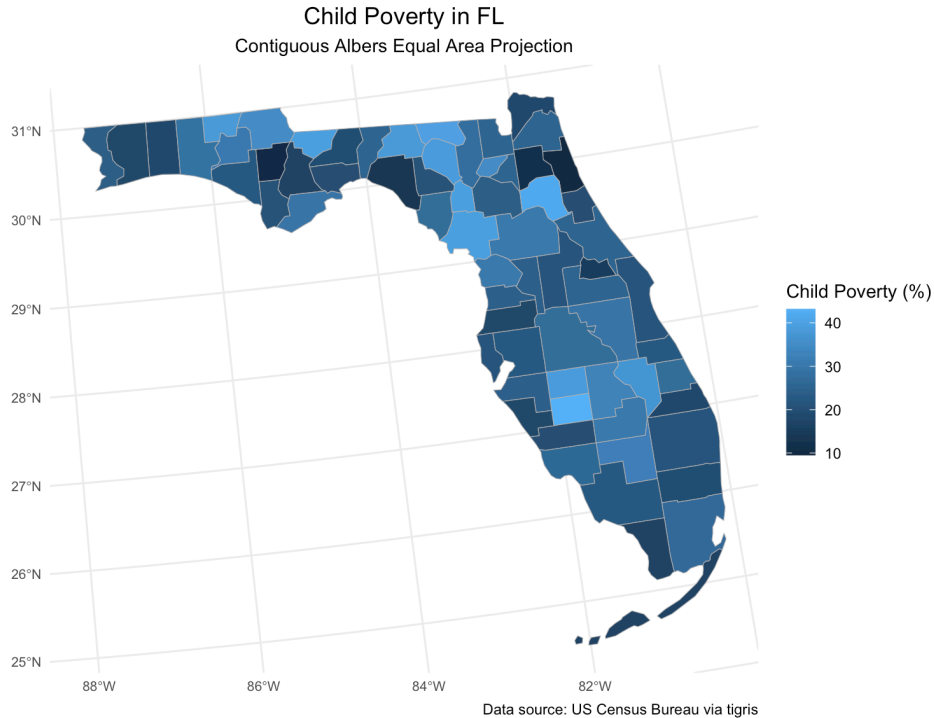 Child Poverty in FL
Contiguous Albers Equal Area Projection
31°N
30°N
29°N
28°N
27°N
26°N
25°N
88°W
86°W
84°W
82°W
Child Poverty (%)
40
30
20
10
Data source: US Census Bureau via tigris